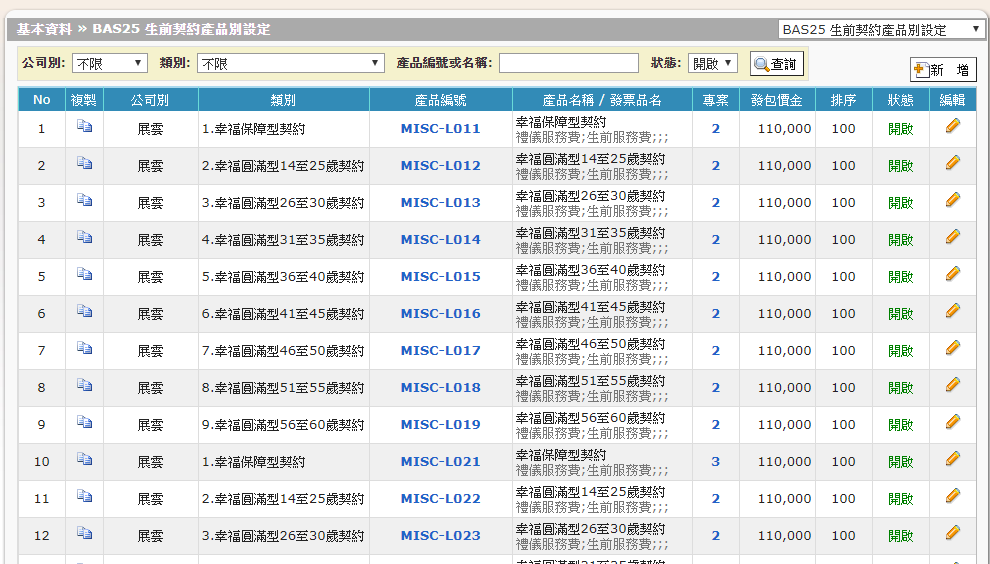 基本資料 » BAS25 生前契約產品別設定 BAS25 生前契約產品別設定
公司別: 不限 類別: 不限 產品編號或名稱: 狀態: 開啟 查詢
新 增
No 複製 公司別 類別 產品編號 產品名稱 / 發票品名 專案 發包價金 排序 狀態 編輯
1 展雲 1.幸福保障型契約 MISC-L011 幸福保障型契約 2 110,000 100 開啟
禮儀服務費;生前服務費;;;
2 展雲 2.幸福圓滿型14至25歲契約 MISC-L012 幸福圓滿型14至25歲契約 2 110,000 100 開啟
禮儀服務費;生前服務費;;;
3 展雲 3.幸福圓滿型26至30歲契約 MISC-L013 幸福圓滿型26至30歲契約 2 110,000 100 開啟
禮儀服務費;生前服務費;;;
4 展雲 4.幸福圓滿型31至35歲契約 MISC-L014 幸福圓滿型31至35歲契約 2 110,000 100 開啟
禮儀服務費;生前服務費;;;
5 展雲 5.幸福圓滿型36至40歲契約 MISC-L015 幸福圓滿型36至40歲契約 2 110,000 100 開啟
禮儀服務費;生前服務費;;;
6 展雲 6.幸福圓滿型41至45歲契約 MISC-L016 幸福圓滿型41至45歲契約 2 110,000 100 開啟
禮儀服務費;生前服務費;;;
7 展雲 7.幸福圓滿型46至50歲契約 MISC-L017 幸福圓滿型46至50歲契約 2 110,000 100 開啟
禮儀服務費;生前服務費;;;
8 展雲 8.幸福圓滿型51至55歲契約 MISC-L018 幸福圓滿型51至55歲契約 2 110,000 100 開啟
禮儀服務費;生前服務費;;;
9 展雲 9.幸福圓滿型56至60歲契約 MISC-L019 幸福圓滿型56至60歲契約 2 110,000 100 開啟
禮儀服務費;生前服務費;;;
10 展雲 1.幸福保障型契約 MISC-L021 幸福保障型契約 3 110,000 100 開啟
禮儀服務費;生前服務費;;;
11 展雲 2.幸福圓滿型14至25歲契約 MISC-L022 幸福圓滿型14至25歲契約 2 110,000 100 開啟
禮儀服務費;生前服務費;;;
12 展雲 3.幸福圓滿型26至30歲契約 MISC-L023 幸福圓滿型26至30歲契約 2 110,000 100 開啟
禮儀服務費;生前服務費;;;